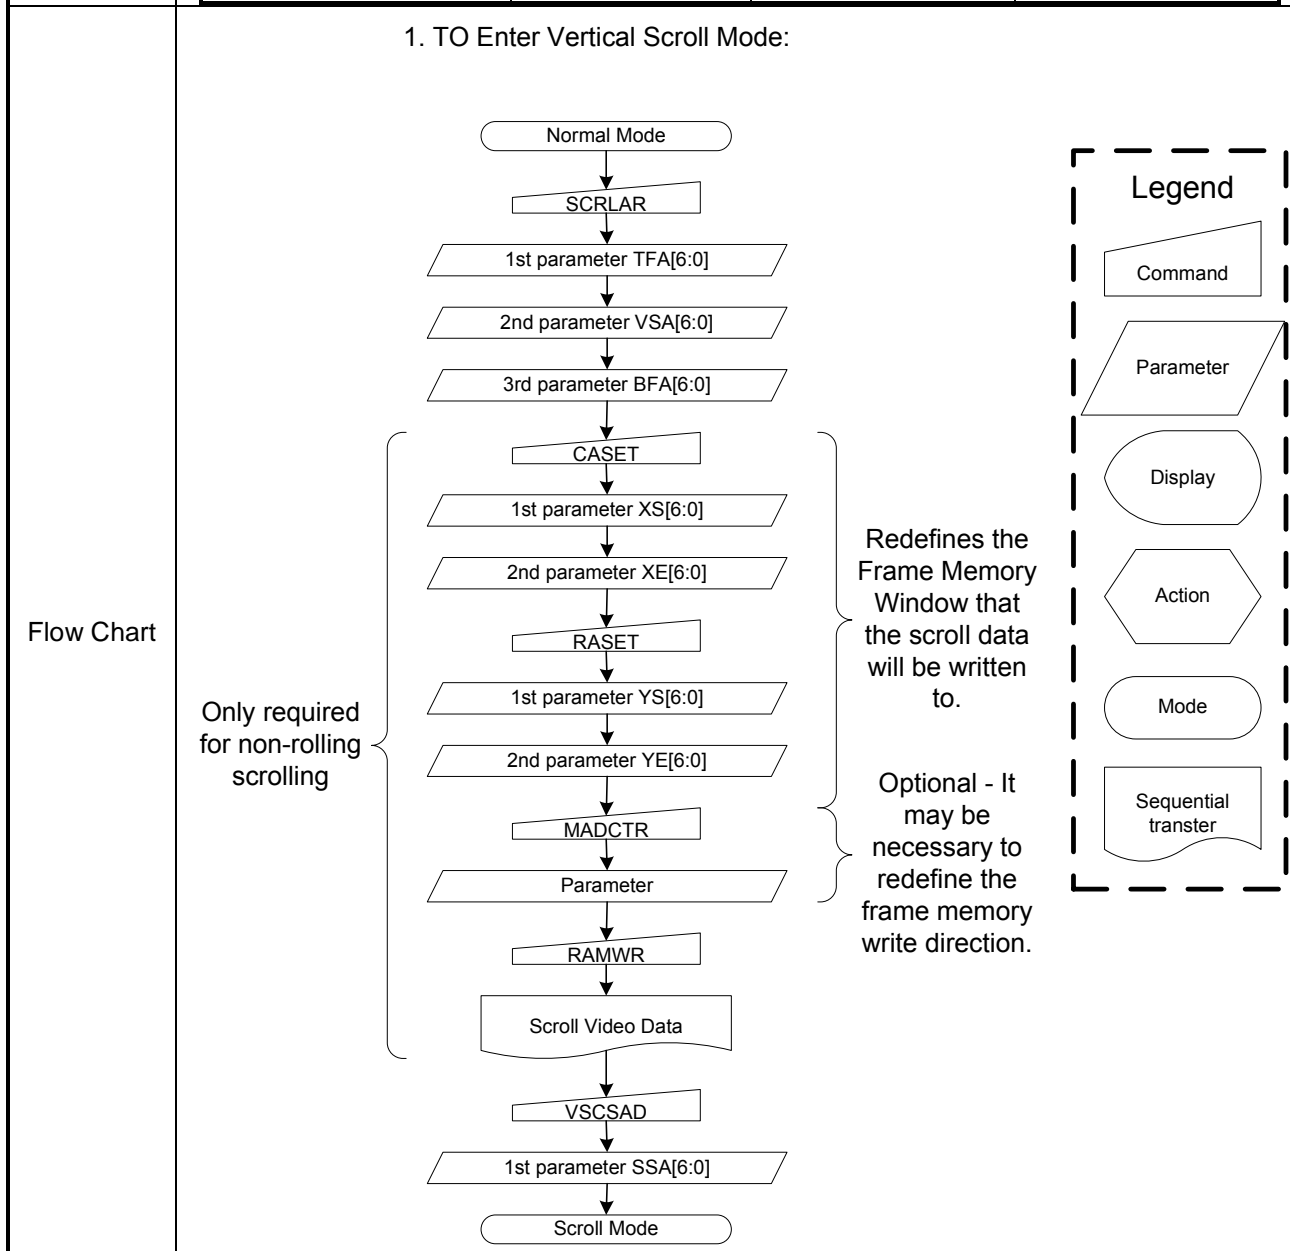 1. TO Enter Vertical Scroll Mode:
Flow Chart
Normal Mode
SCRLAR
1st parameter TFA[6:0]
2nd parameter VSA[6:0]
3rd parameter BFA[6:0]
CASET
1st parameter XS[6:0]
2nd parameter XE[6:0]
RASET
1st parameter YS[6:0]
2nd parameter YE[6:0]
MADCTR
Parameter
RAMWR
Scroll Video Data
VSCSAD
1st parameter SSA[6:0]
Scroll Mode
Only required
for non-rolling
scrolling
Redefines the
Frame Memory
Window that
the scroll data
will be written
to.
Optional - It
may be
necessary to
redefine the
frame memory
write direction.
Legend
Command
Parameter
Display
Action
Mode
Sequential
transter